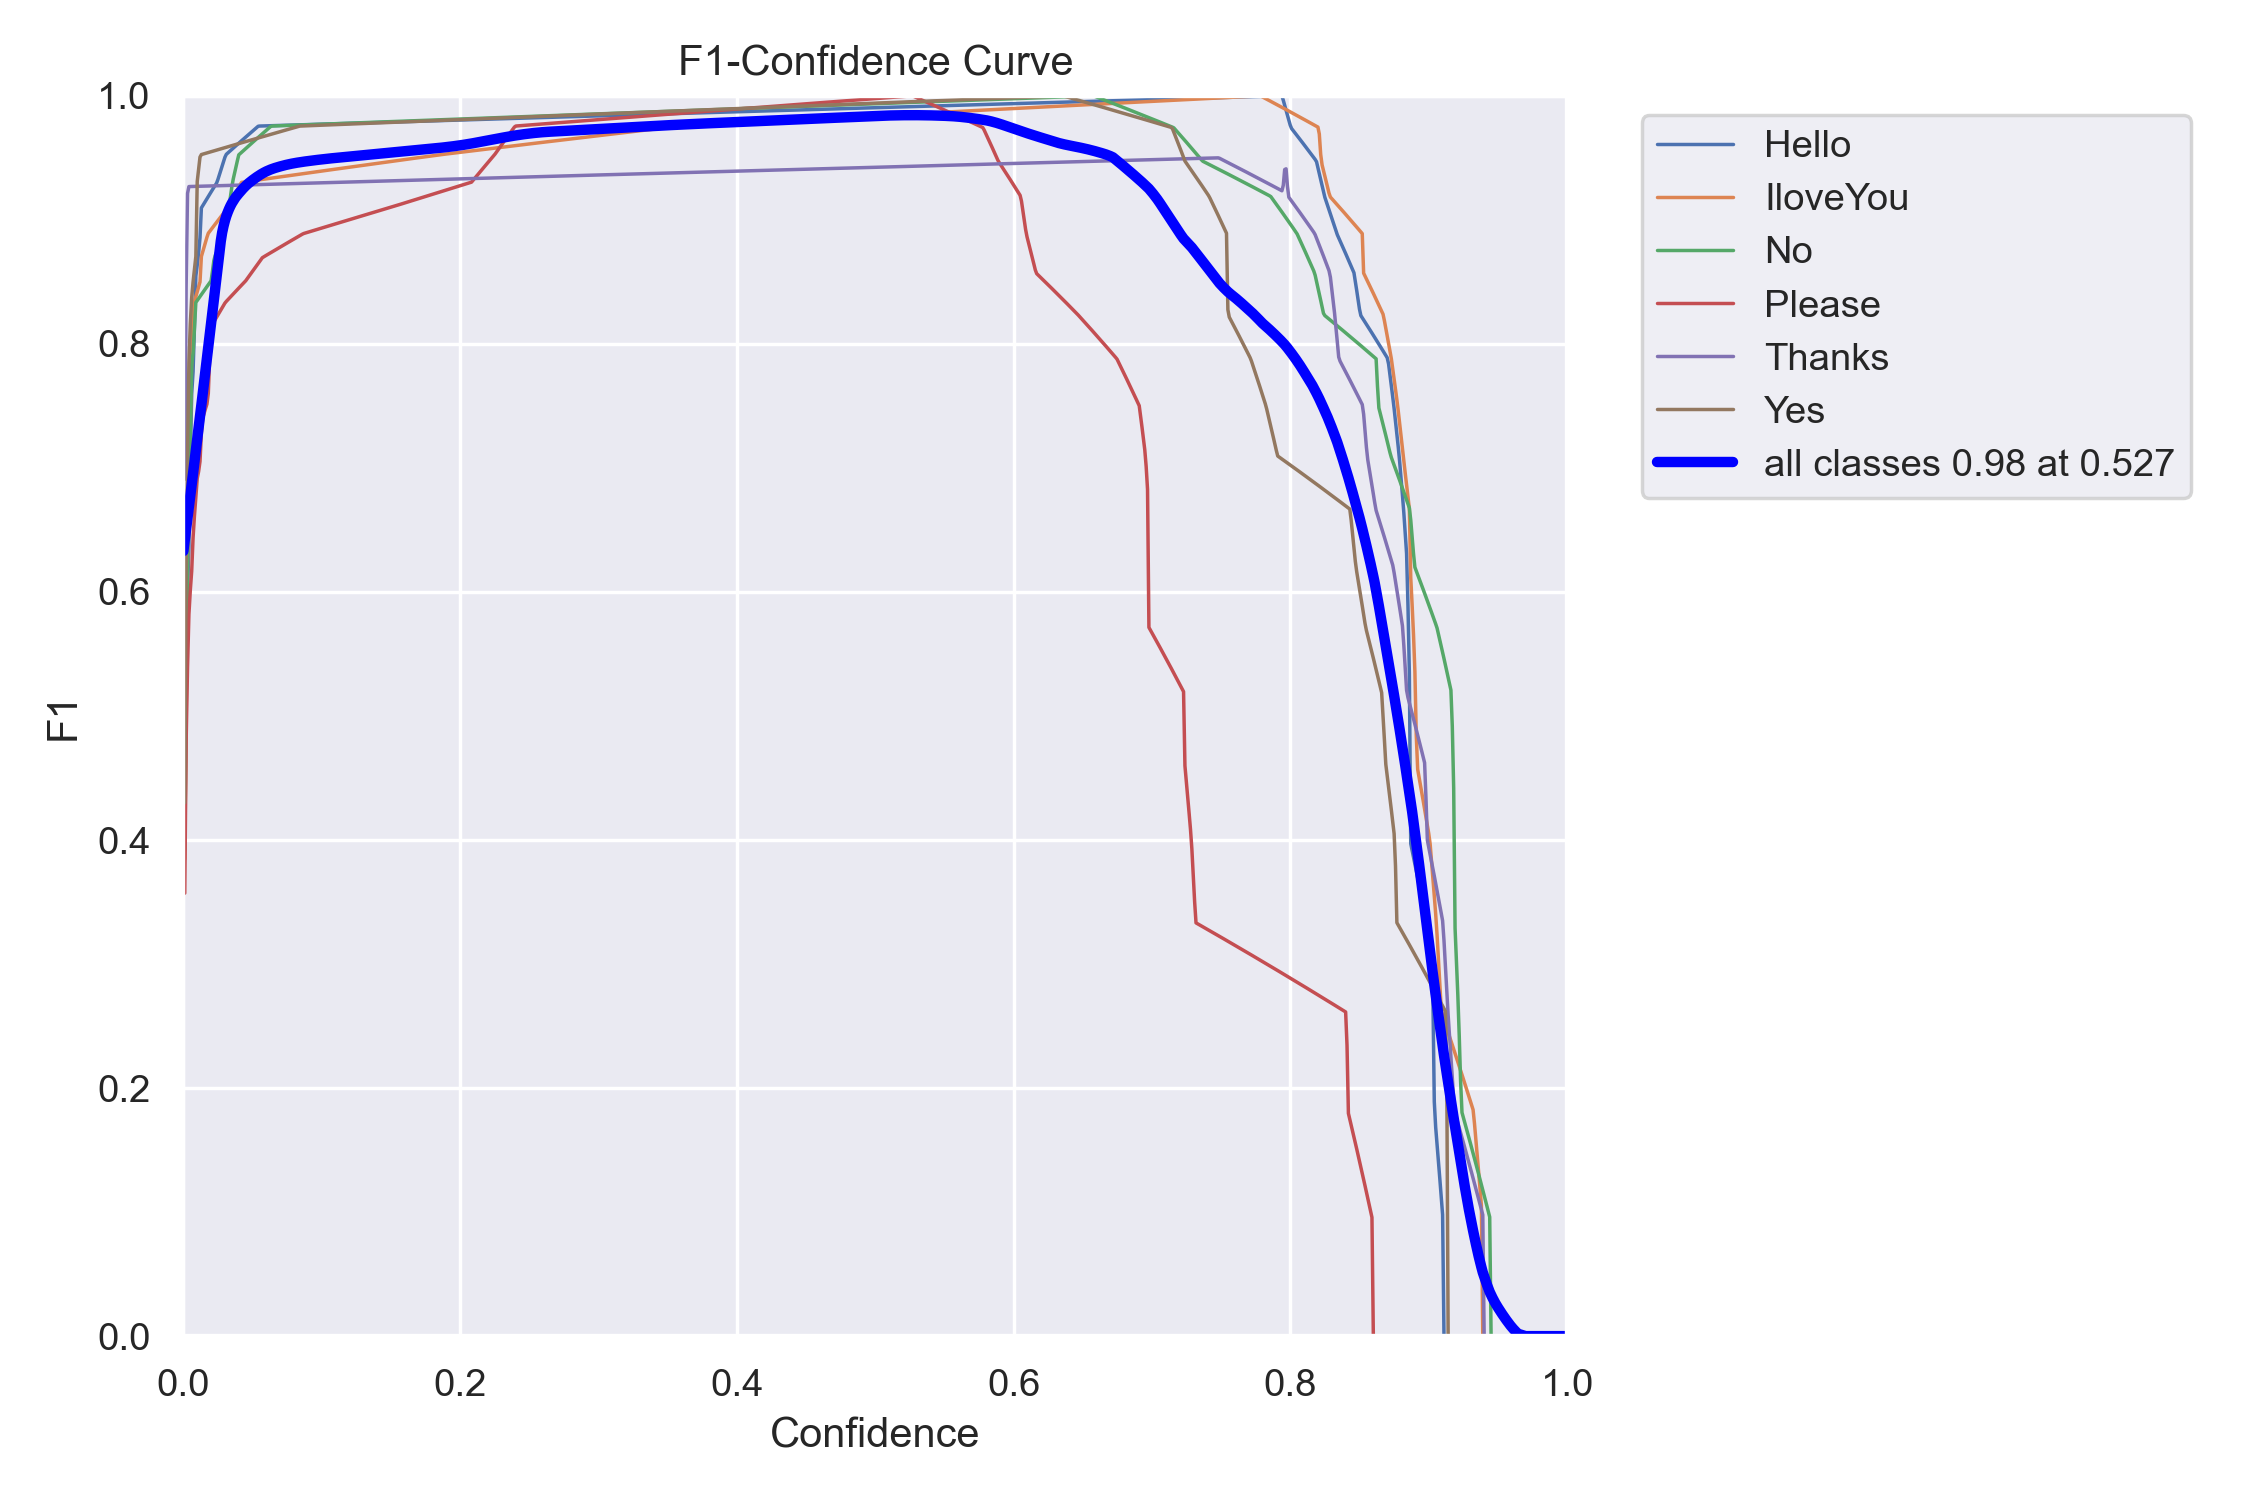 F1-Confidence Curve
1.0
0.8
0.6
0.4
0.2
0.0
F1
0.0 0.2 0.4 0.6 0.8 1.0
Confidence
Hello
IloveYou
No
Please
Thanks
Yes
all classes 0.98 at 0.527